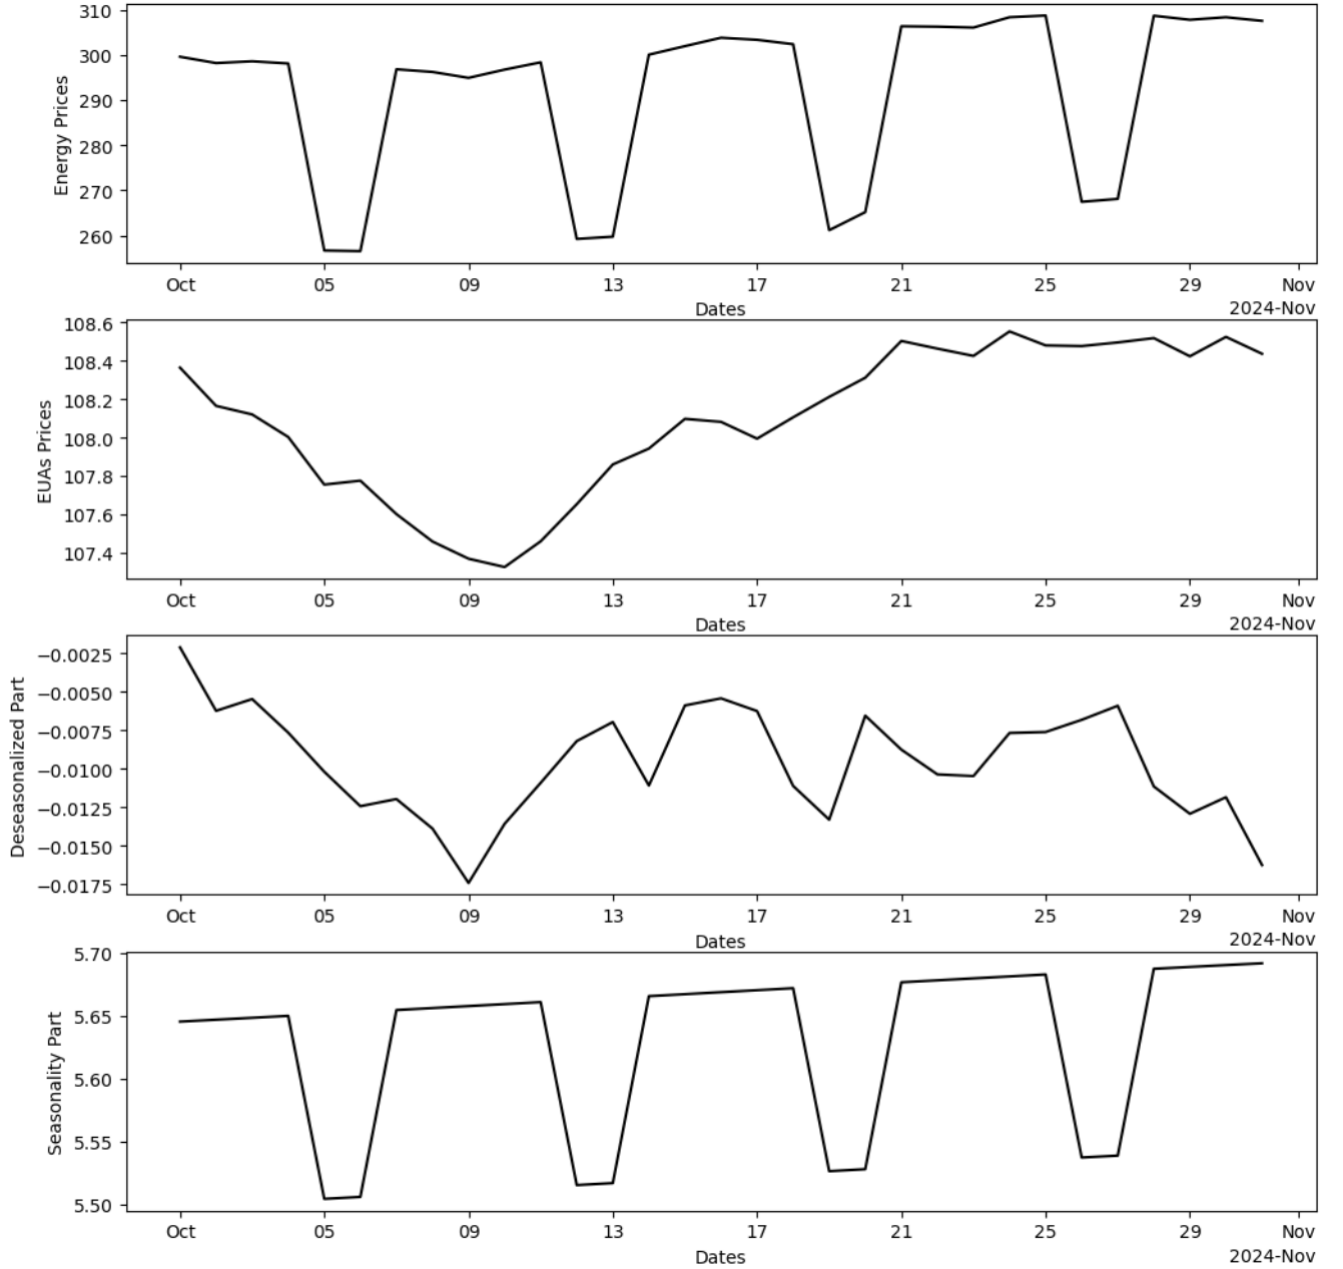 Energy Prices
310
300
290
280
270
260
Oct 05 09 13 17 21 25 29 Nov
Dates 2024-Nov
EUAs Prices
108.6
108.4
108.2
108.0
107.8
107.6
107.4
Oct 05 09 13 17 21 25 29 Nov
Dates 2024-Nov
Deseasonalized Part
−0.0025
−0.0050
−0.0075
−0.0100
−0.0125
−0.0150
−0.0175
Oct 05 09 13 17 21 25 29 Nov
Dates 2024-Nov
Seasonality Part
5.70
5.65
5.60
5.55
5.50
Oct 05 09 13 17 21 25 29 Nov
Dates 2024-Nov